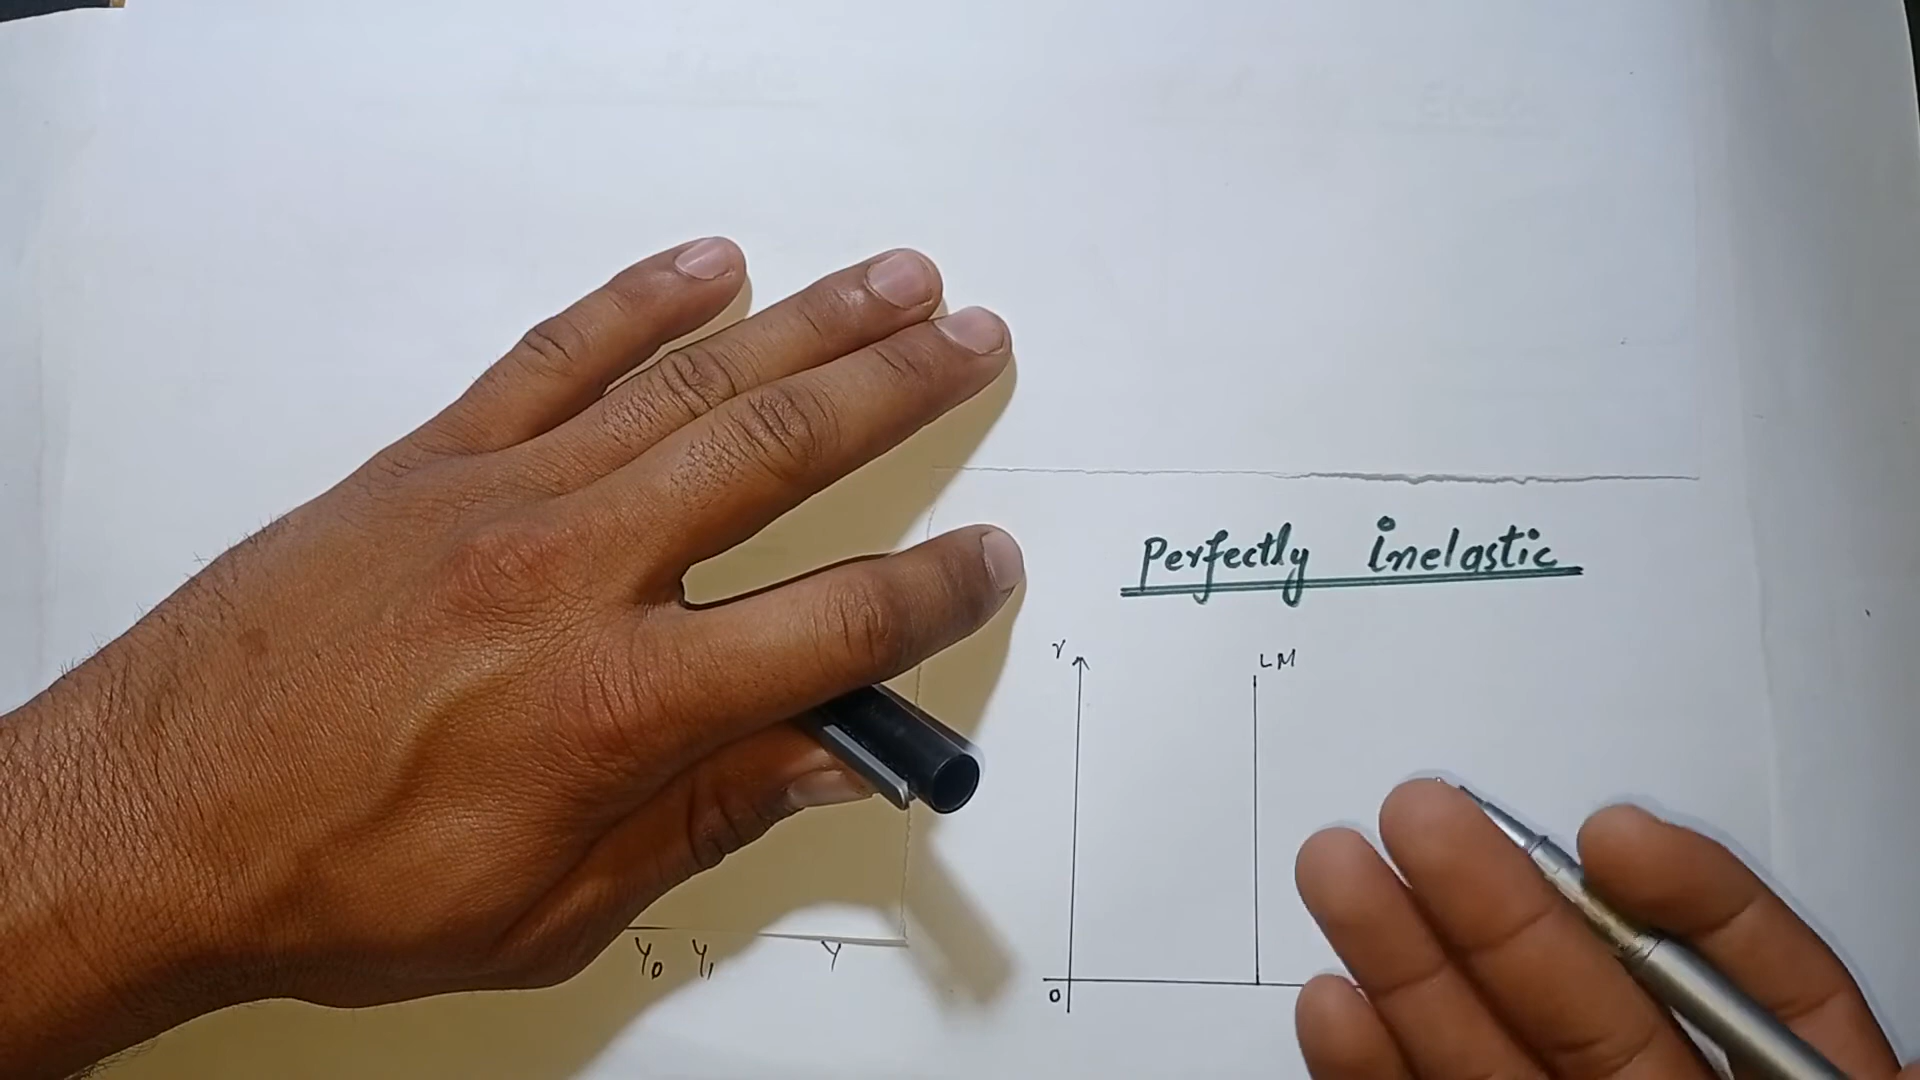 Perfectly inelastic
r
LM
Y₀ Y₁ Y
0